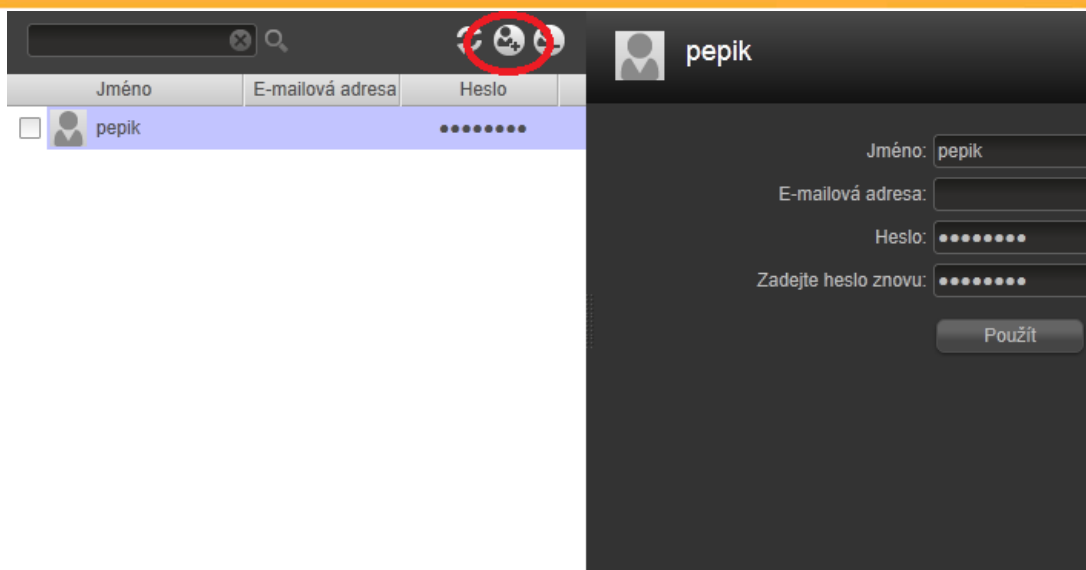 pepik
Jméno E-mailová adresa Heslo
pepik ••••••••
Jméno: pepik
E-mailová adresa:
Heslo: ••••••••
Zadejte heslo znovu: ••••••••
Použít